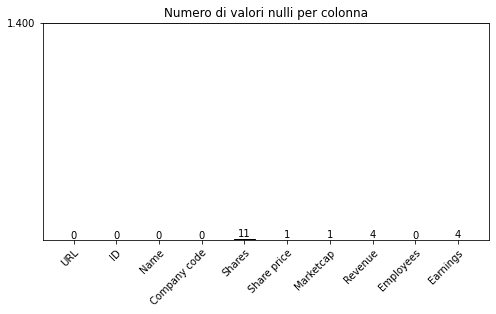 Numero di valori nulli per colonna
1.400
0 0 0 0 11 1 1 4 0 4
URL ID Name Company code Shares Share price Marketcap Revenue Employees Earnings